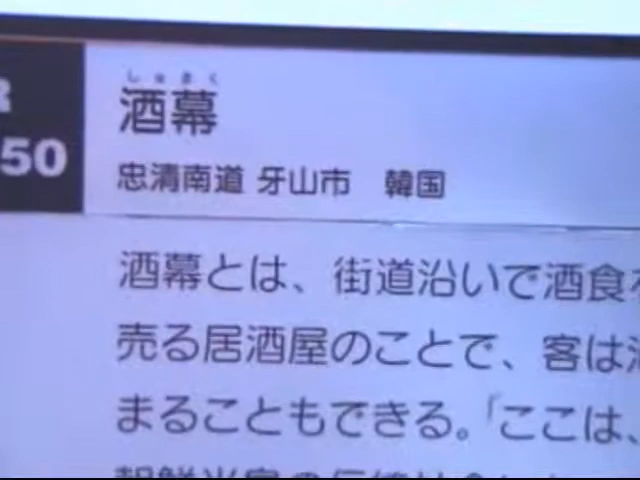 R
50
しゅまく
酒幕
忠清南道 牙山市 韓国
酒幕とは、街道沿いで酒食を
売る居酒屋のことで、客は
まることもできる。「ここは、